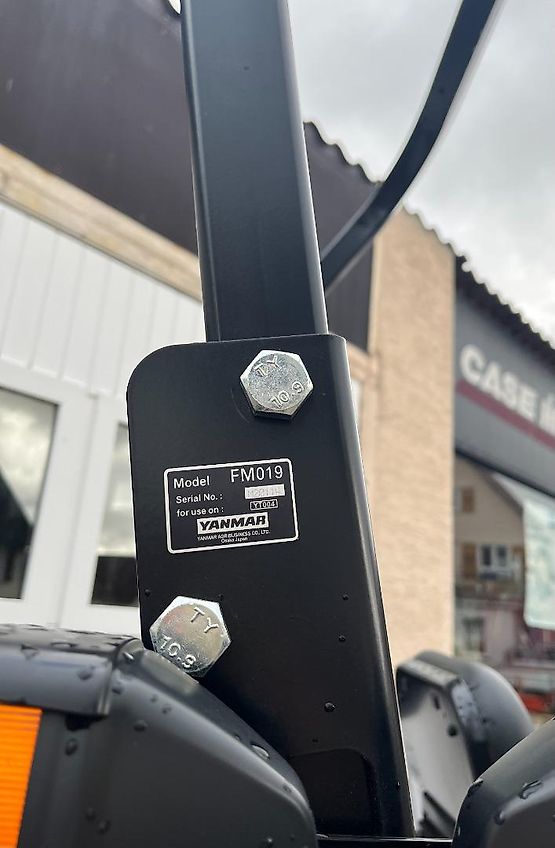 TY
10.9
CASE
Model FM019
Serial No. :
for use on : YT004
YANMAR
YANMAR AGRIBUSINESS CO., LTD.
Osaka Japan
TY
10.9